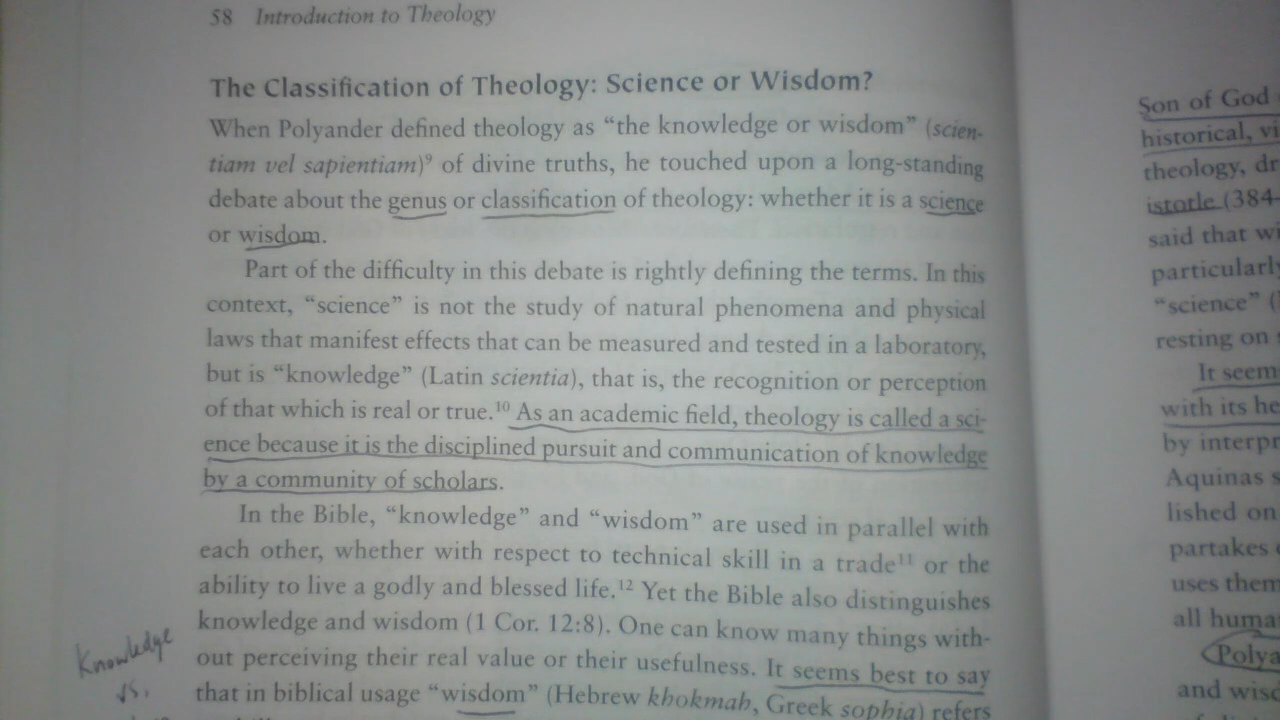 58 Introduction to Theology
The Classification of Theology: Science or Wisdom?
When Polyander defined theology as “the knowledge or wisdom” (scien-
tiam vel sapientiam)⁹ of divine truths, he touched upon a long-standing
debate about the genus or classification of theology: whether it is a science
or wisdom.
Part of the difficulty in this debate is rightly defining the terms. In this
context, “science” is not the study of natural phenomena and physical
laws that manifest effects that can be measured and tested in a laboratory,
but is “knowledge” (Latin scientia), that is, the recognition or perception
of that which is real or true.¹⁰ As an academic field, theology is called a sci-
ence because it is the disciplined pursuit and communication of knowledge
by a community of scholars.
In the Bible, “knowledge” and “wisdom” are used in parallel with
each other, whether with respect to technical skill in a trade¹¹ or the
ability to live a godly and blessed life.¹² Yet the Bible also distinguishes
knowledge and wisdom (1 Cor. 12:8). One can know many things with-
out perceiving their real value or their usefulness. It seems best to say
that in biblical usage “wisdom” (Hebrew khokmah, Greek sophia) refers
Knowledge
vs.
Son of God
historical, vi
theology, dr
istotle (384-
said that wi
particularly
“science” (
resting on
It seem
with its he
by interpr
Aquinas s
lished on
partakes
uses them
all huma
Polya
and wisd